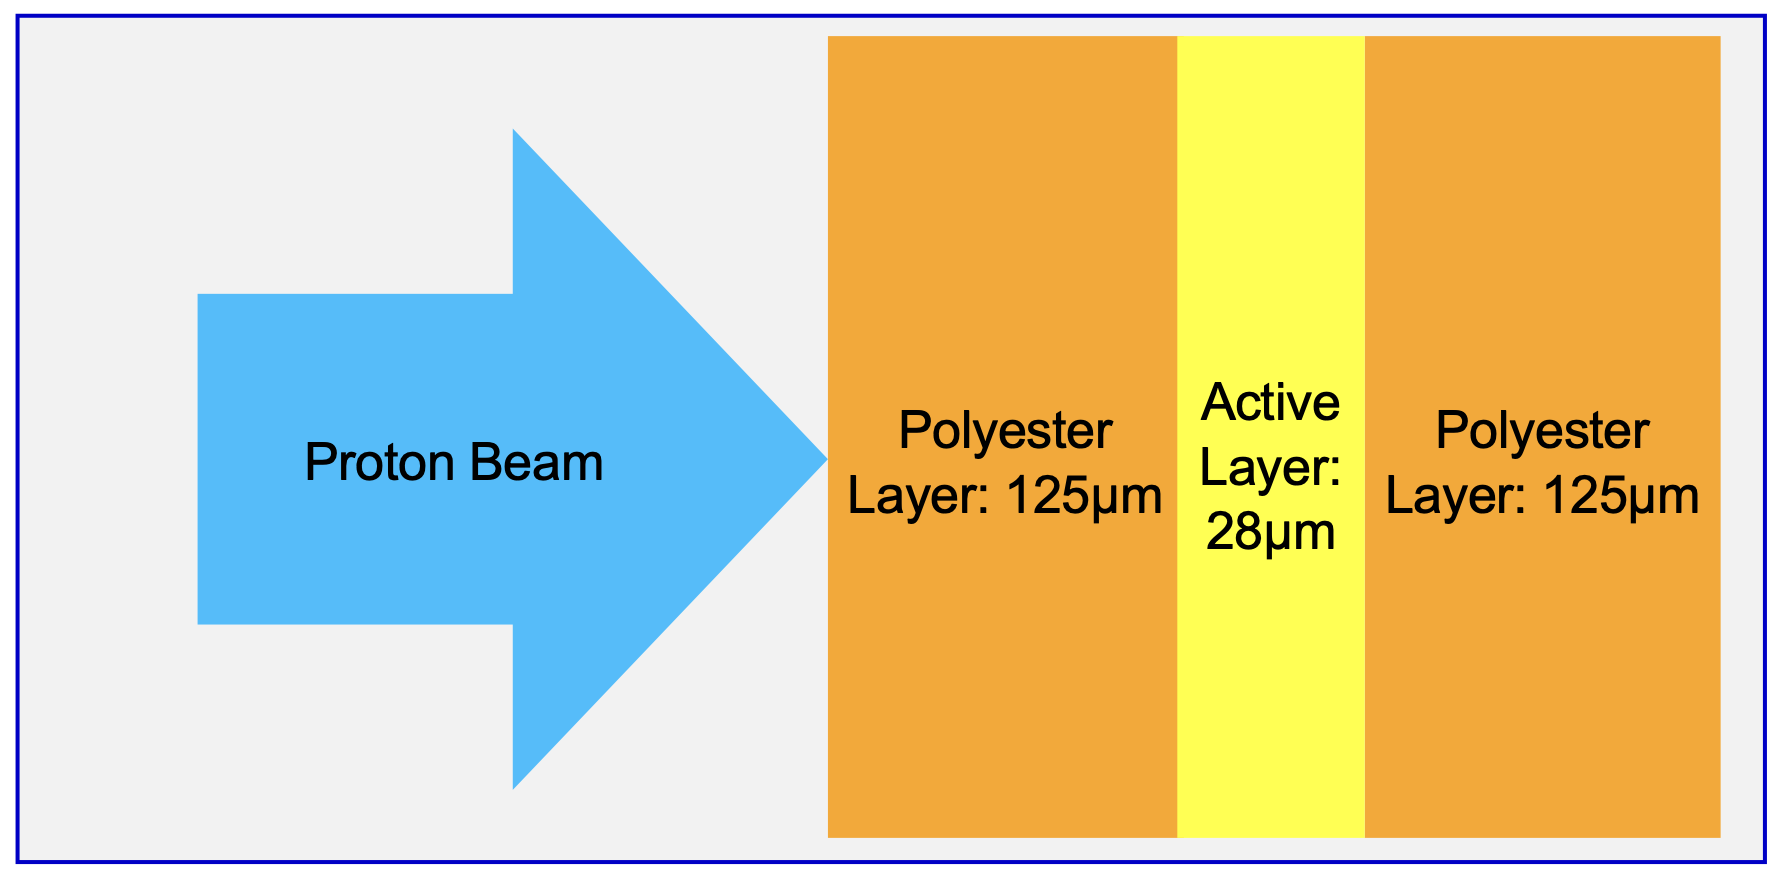 Proton Beam
Polyester
Layer: 125µm
Active
Layer:
28µm
Polyester
Layer: 125µm